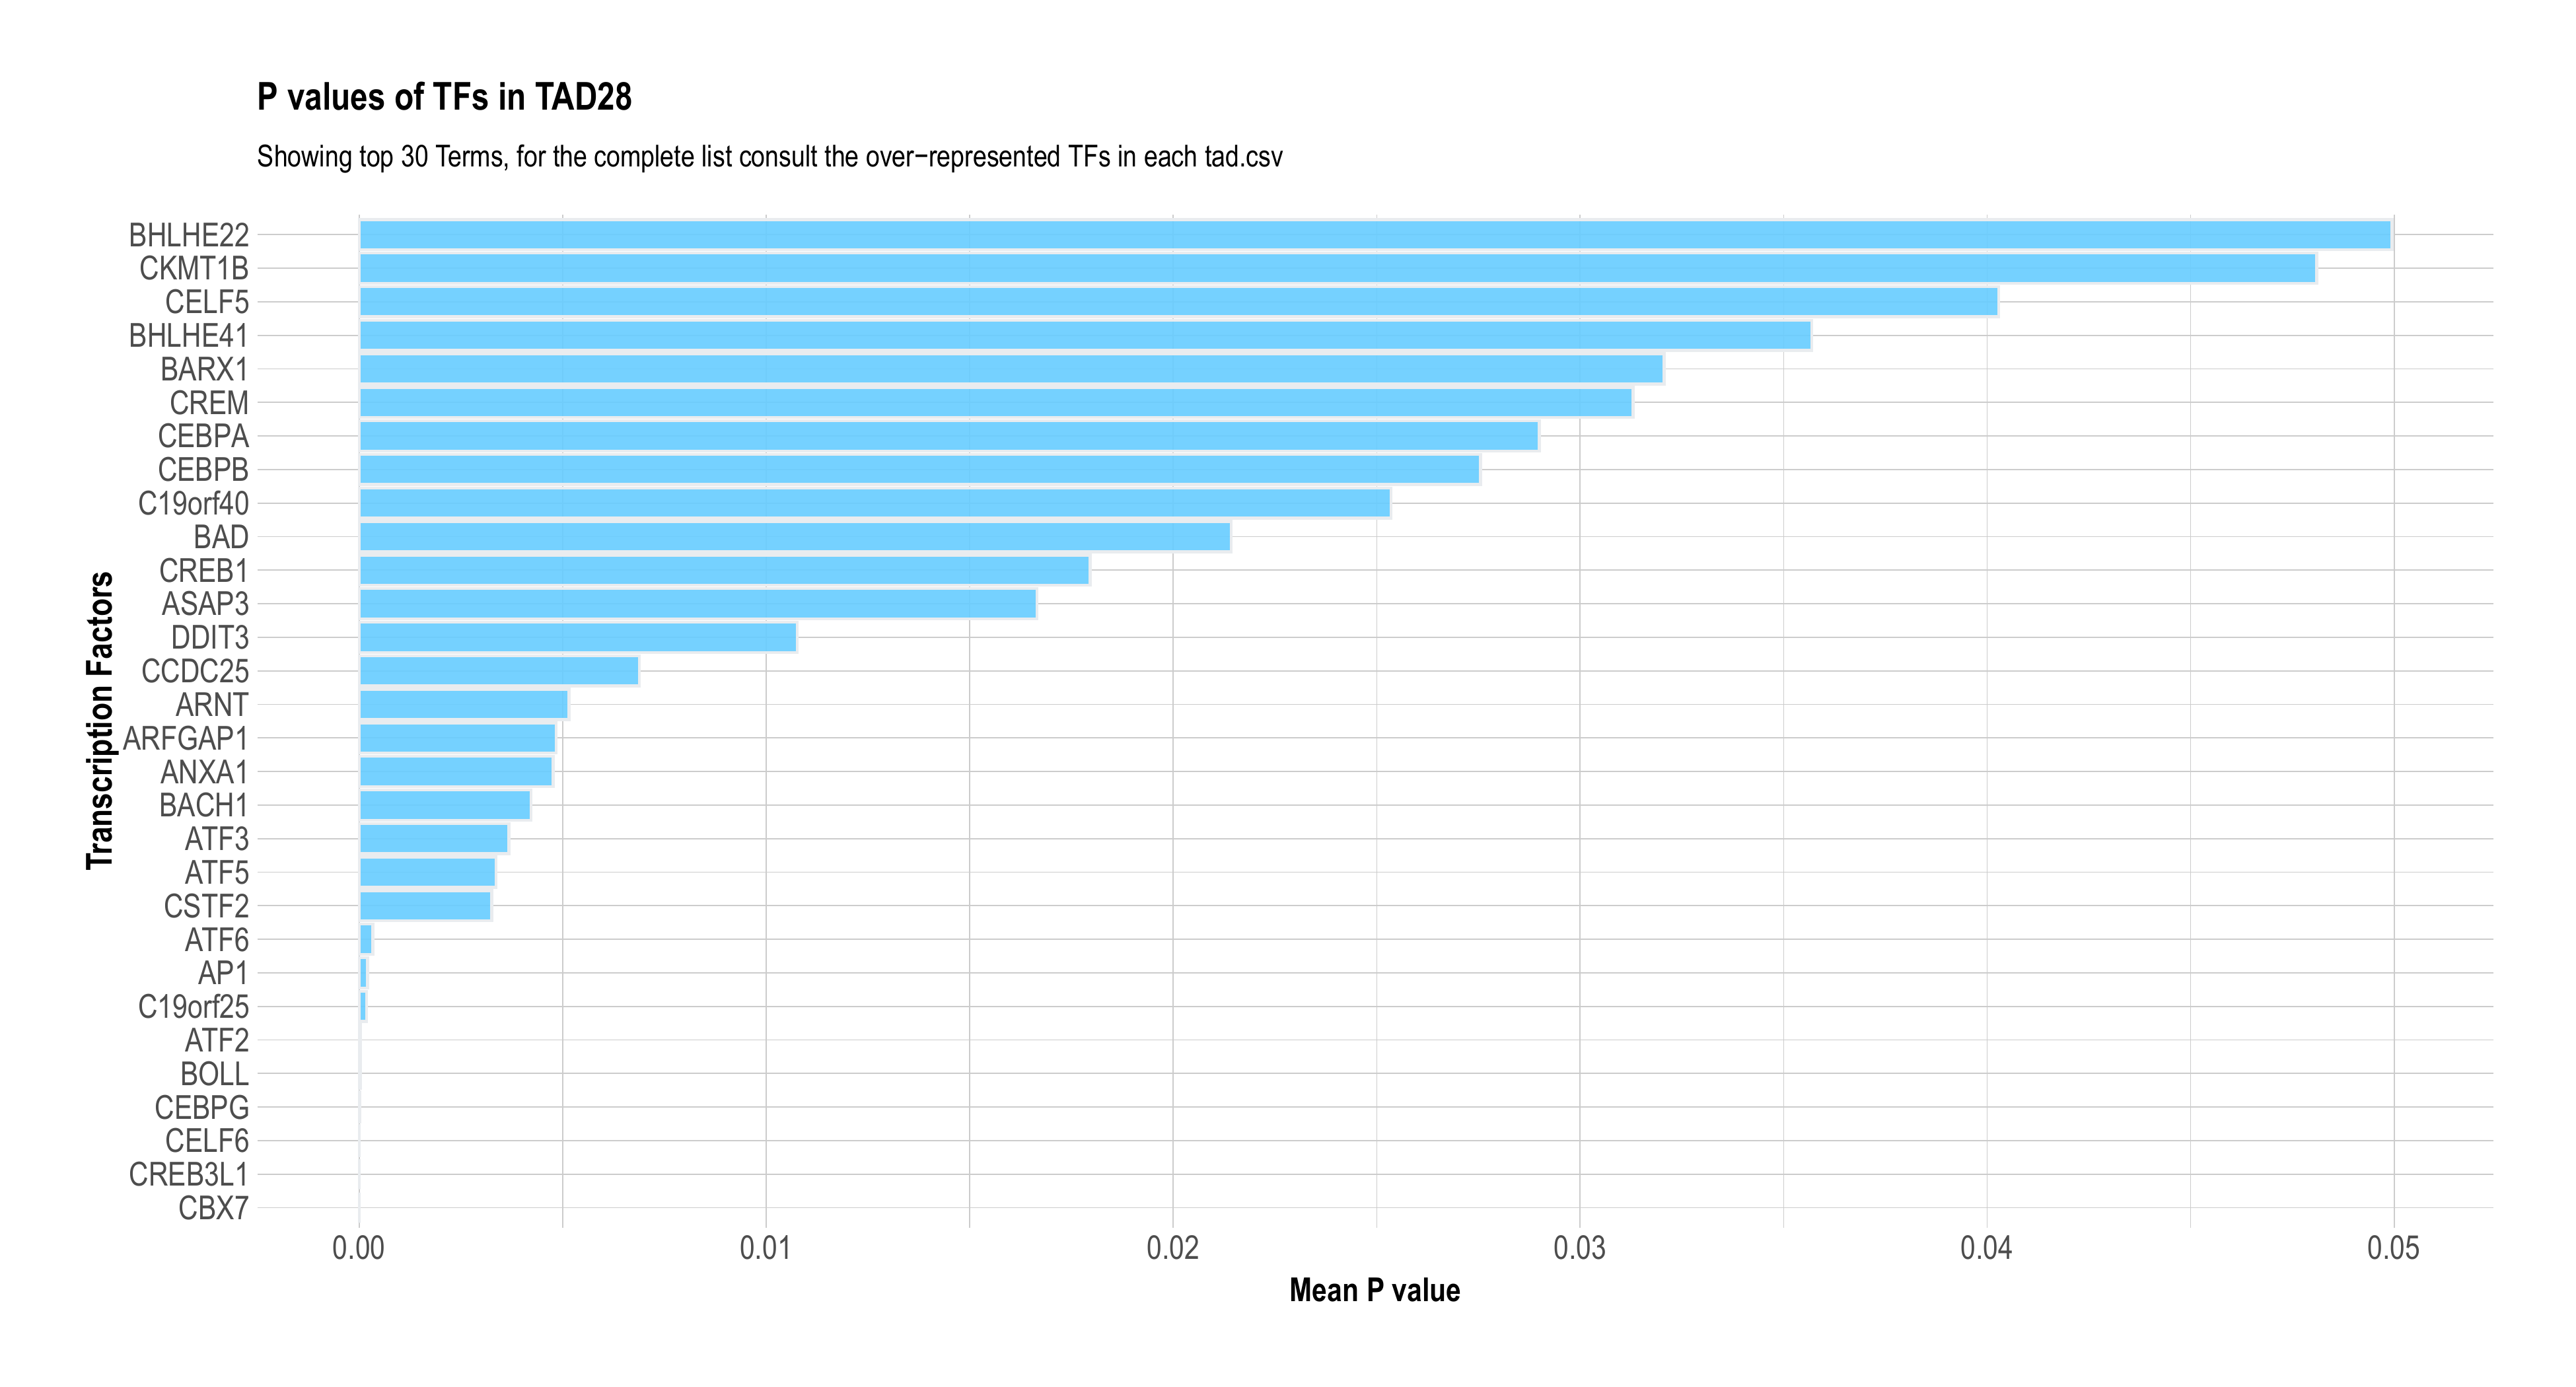 P values of TFs in TAD28
Showing top 30 Terms, for the complete list consult the over−represented TFs in each tad.csv
Transcription Factors
BHLHE22
CKMT1B
CELF5
BHLHE41
BARX1
CREM
CEBPA
CEBPB
C19orf40
BAD
CREB1
ASAP3
DDIT3
CCDC25
ARNT
ARFGAP1
ANXA1
BACH1
ATF3
ATF5
CSTF2
ATF6
AP1
C19orf25
ATF2
BOLL
CEBPG
CELF6
CREB3L1
CBX7
0.00 0.01 0.02 0.03 0.04 0.05
Mean P value